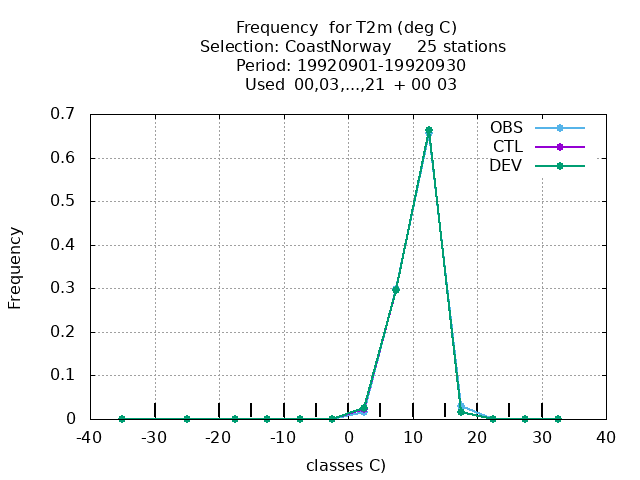 Frequency  for T2m (deg C)
Selection: CoastNorway     25 stations
Period: 19920901-19920930
Used  00,03,...,21  + 00 03
OBS
CTL
DEV
0.7
0.6
0.5
0.4
0.3
0.2
0.1
0
Frequency
-40 -30 -20 -10 0 10 20 30 40
classes C)